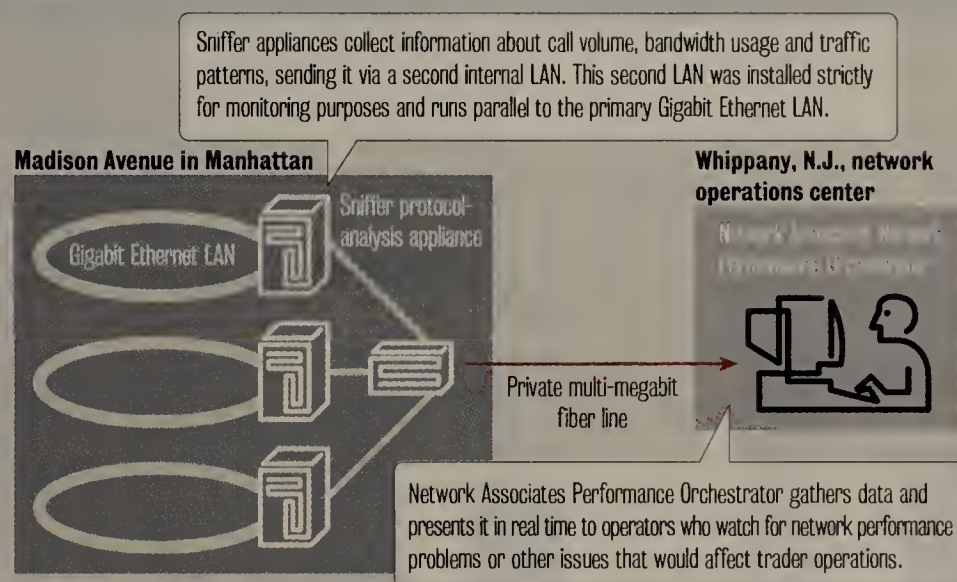 Sniffer appliances collect information about call volume, bandwidth usage and traffic
patterns, sending it via a second internal LAN. This second LAN was installed strictly
for monitoring purposes and runs parallel to the primary Gigabit Ethernet LAN.
Madison Avenue in Manhattan
Sniffer protocol-
analysis appliance
Gigabit Ethernet LAN
Whippany, N.J., network
operations center
Network Associates
Performance Orchestrator
Private multi-megabit
fiber line
Network Associates Performance Orchestrator gathers data and
presents it in real time to operators who watch for network performance
problems or other issues that would affect trader operations.